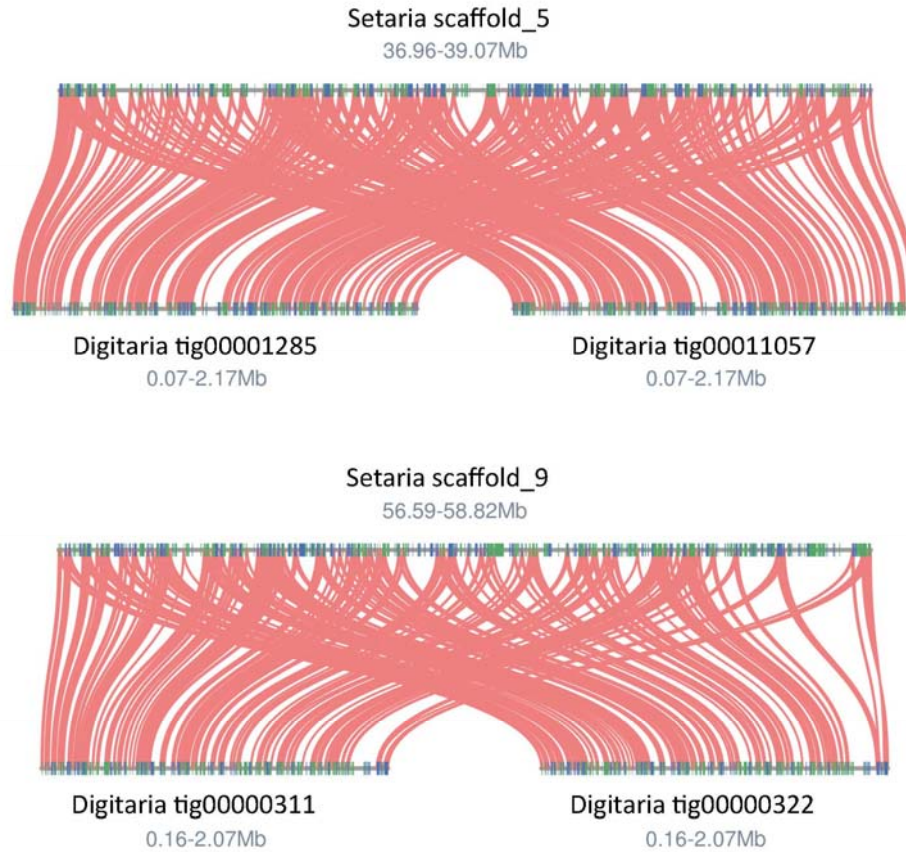 Setaria scaffold_5
36.96-39.07Mb
Digitaria tig00001285
0.07-2.17Mb
Digitaria tig00011057
0.07-2.17Mb
Setaria scaffold_9
56.59-58.82Mb
Digitaria tig00000311
0.16-2.07Mb
Digitaria tig00000322
0.16-2.07Mb